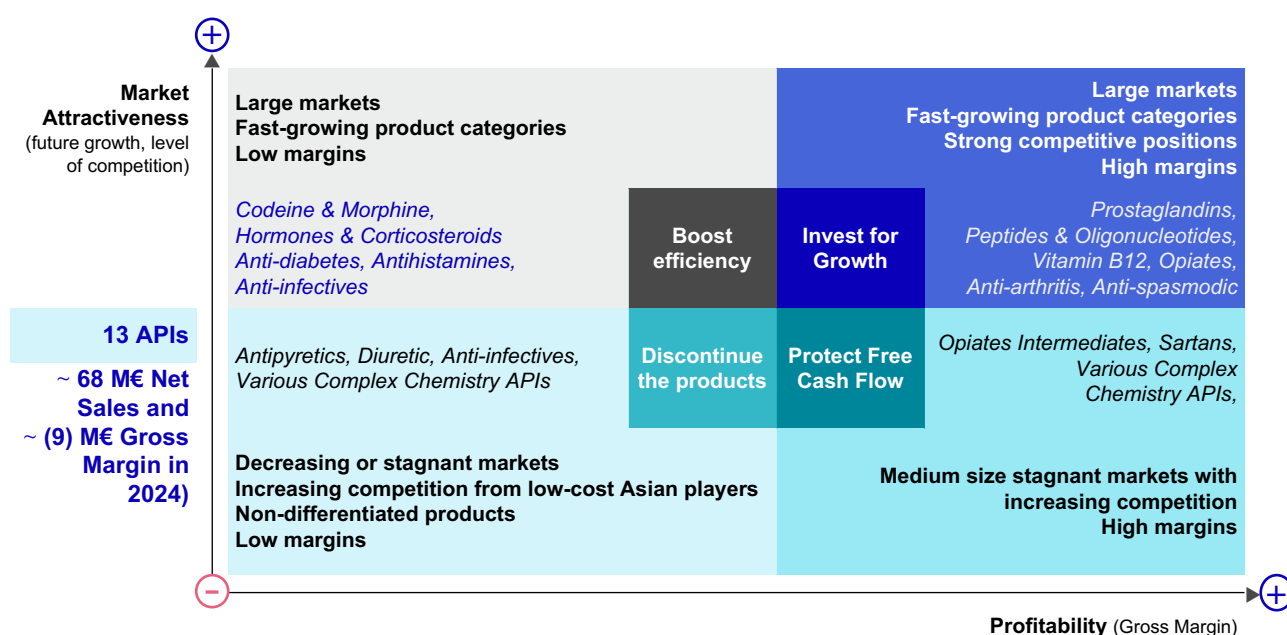 +
Market
Attractiveness
(future growth, level
of competition)
Large markets
Fast-growing product categories
Low margins
Large markets
Fast-growing product categories
Strong competitive positions
High margins
Codeine & Morphine,
Hormones & Corticosteroids
Anti-diabetes, Antihistamines,
Anti-infectives
Boost
efficiency
Invest for
Growth
Prostaglandins,
Peptides & Oligonucleotides,
Vitamin B12, Opiates,
Anti-arthritis, Anti-spasmodic
13 APIs
~ 68 M€ Net
Sales and
~ (9) M€ Gross
Margin in
2024)
Antipyretics, Diuretic, Anti-infectives,
Various Complex Chemistry APIs
Discontinue
the products
Protect Free
Cash Flow
Opiates Intermediates, Sartans,
Various Complex
Chemistry APIs,
Decreasing or stagnant markets
Increasing competition from low-cost Asian players
Non-differentiated products
Low margins
Medium size stagnant markets with
increasing competition
High margins
-
+
Profitability (Gross Margin)